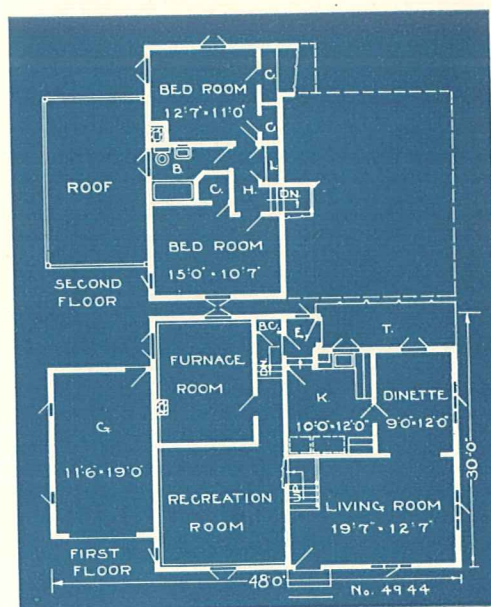 C.
BED ROOM
12'7" × 11'0"
C.
B.
L.
ROOF
C.
H.
DN.
BED ROOM
15'0" × 10'7"
SECOND
FLOOR
B.C.
E.
T.
FURNACE
ROOM
DN.
K.
10'0" × 12'0"
DINETTE
9'0" × 12'0"
G.
11'6" × 19'0"
30'0"
RECREATION
ROOM
UP
LIVING ROOM
19'7" × 12'7"
FIRST
FLOOR
48'0"
No. 4944